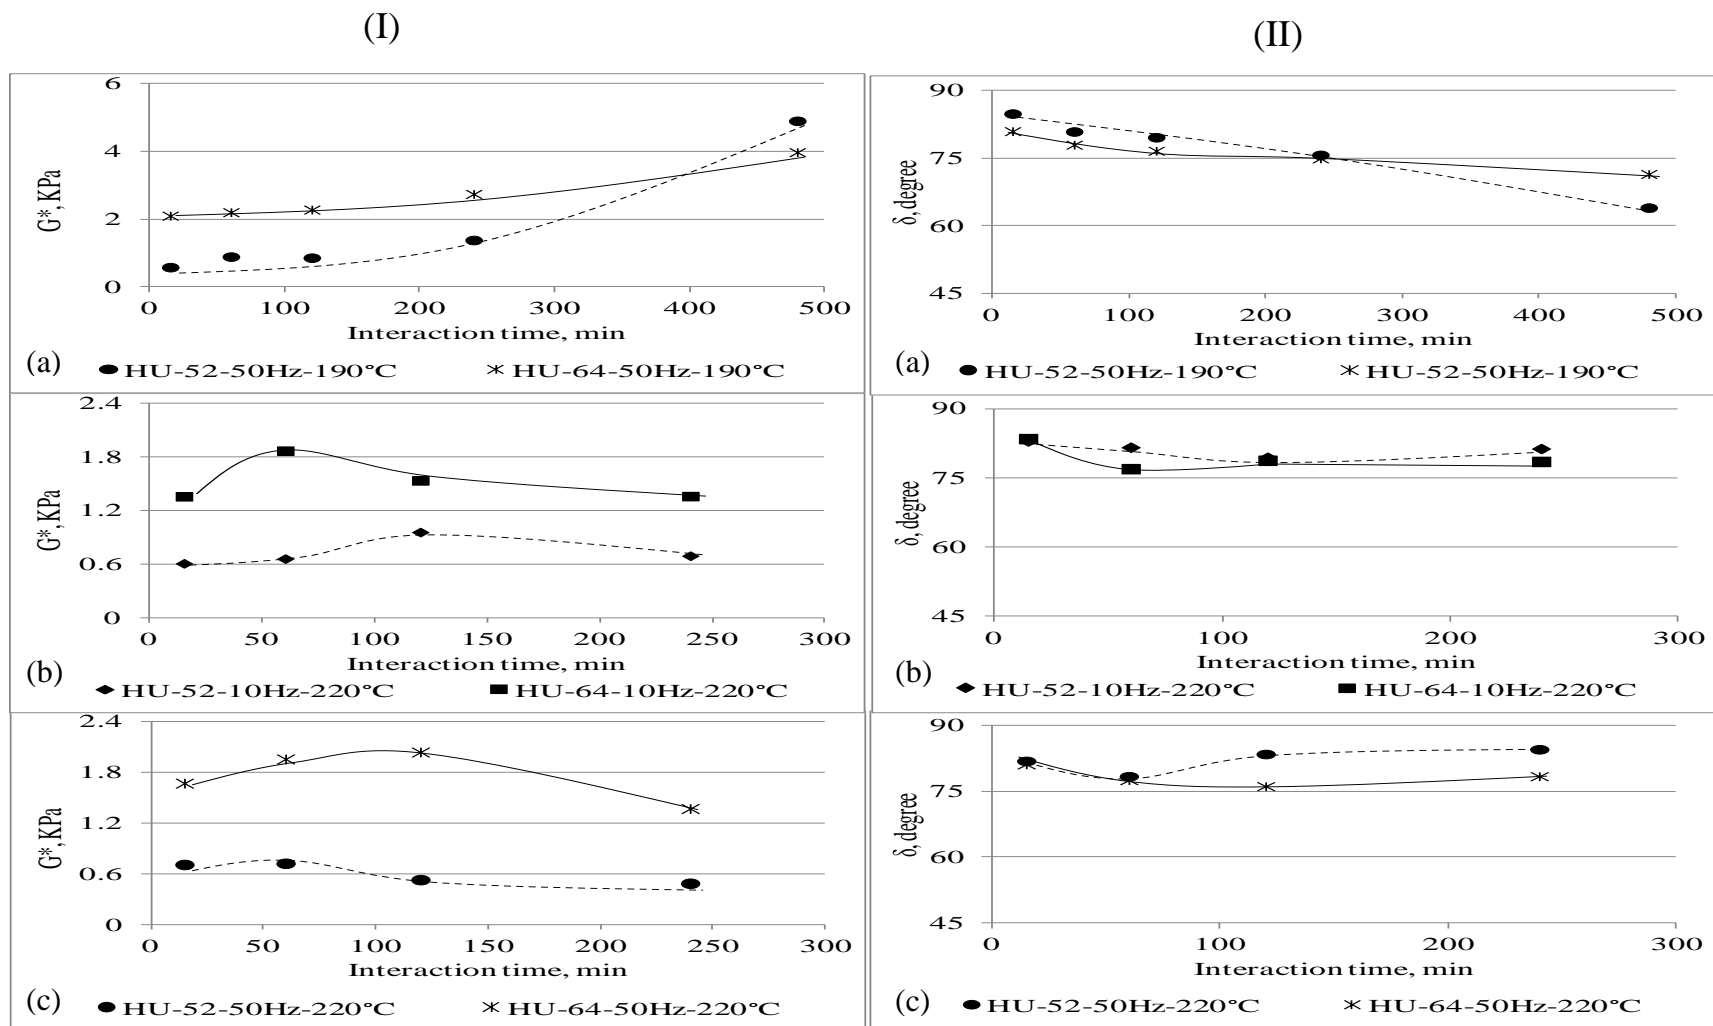 (I)
(II)
6
4
2
0
G*, KPa
0 100 200 300 400 500
Interaction time, min
(a)
HU-52-50Hz-190°C HU-64-50Hz-190°C
90
75
60
45
δ, degree
0 100 200 300 400 500
Interaction time, min
(a)
HU-52-50Hz-190°C HU-52-50Hz-190°C
2.4
1.8
1.2
0.6
0
G*, KPa
0 50 100 150 200 250 300
Interaction time, min
(b)
HU-52-10Hz-220°C HU-64-10Hz-220°C
90
75
60
45
δ, degree
0 100 200 300
Interaction time, min
(b)
HU-52-10Hz-220°C HU-64-10Hz-220°C
2.4
1.8
1.2
0.6
0
G*, KPa
0 50 100 150 200 250 300
Interaction time, min
(c)
HU-52-50Hz-220°C HU-64-50Hz-220°C
90
75
60
45
δ, degree
0 100 200 300
Interaction time, min
(c)
HU-52-50Hz-220°C HU-64-50Hz-220°C